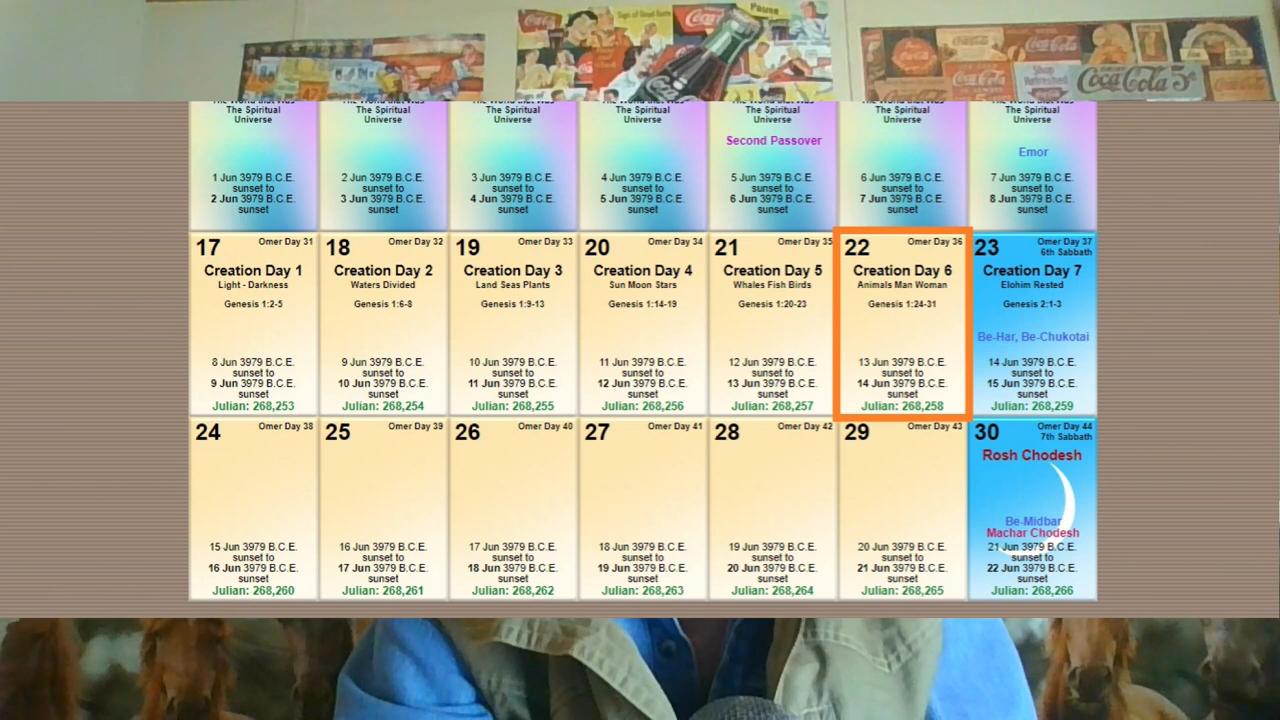 Sign of Good Taste
Pause
Coca-Cola
Coca-Cola
Coca-Cola
Coca-Cola
Coca-Cola 5¢
The Spiritual
Universe
1 Jun 3979 B.C.E.
sunset to
2 Jun 3979 B.C.E.
sunset
The Spiritual
Universe
2 Jun 3979 B.C.E.
sunset to
3 Jun 3979 B.C.E.
sunset
The Spiritual
Universe
3 Jun 3979 B.C.E.
sunset to
4 Jun 3979 B.C.E.
sunset
The Spiritual
Universe
4 Jun 3979 B.C.E.
sunset to
5 Jun 3979 B.C.E.
sunset
The Spiritual
Universe
Second Passover
5 Jun 3979 B.C.E.
sunset to
6 Jun 3979 B.C.E.
sunset
The Spiritual
Universe
6 Jun 3979 B.C.E.
sunset to
7 Jun 3979 B.C.E.
sunset
The Spiritual
Universe
Emor
7 Jun 3979 B.C.E.
sunset to
8 Jun 3979 B.C.E.
sunset
17 Omer Day 31
Creation Day 1
Light - Darkness
Genesis 1:2-5
8 Jun 3979 B.C.E.
sunset to
9 Jun 3979 B.C.E.
sunset
Julian: 268,253
18 Omer Day 32
Creation Day 2
Waters Divided
Genesis 1:6-8
9 Jun 3979 B.C.E.
sunset to
10 Jun 3979 B.C.E.
sunset
Julian: 268,254
19 Omer Day 33
Creation Day 3
Land Seas Plants
Genesis 1:9-13
10 Jun 3979 B.C.E.
sunset to
11 Jun 3979 B.C.E.
sunset
Julian: 268,255
20 Omer Day 34
Creation Day 4
Sun Moon Stars
Genesis 1:14-19
11 Jun 3979 B.C.E.
sunset to
12 Jun 3979 B.C.E.
sunset
Julian: 268,256
21 Omer Day 35
Creation Day 5
Whales Fish Birds
Genesis 1:20-23
12 Jun 3979 B.C.E.
sunset to
13 Jun 3979 B.C.E.
sunset
Julian: 268,257
22 Omer Day 36
Creation Day 6
Animals Man Woman
Genesis 1:24-31
13 Jun 3979 B.C.E.
sunset to
14 Jun 3979 B.C.E.
sunset
Julian: 268,258
23 Omer Day 37
6th Sabbath
Creation Day 7
Elohim Rested
Genesis 2:1-3
Be-Har, Be-Chukotai
14 Jun 3979 B.C.E.
sunset to
15 Jun 3979 B.C.E.
sunset
Julian: 268,259
24 Omer Day 38
15 Jun 3979 B.C.E.
sunset to
16 Jun 3979 B.C.E.
sunset
Julian: 268,260
25 Omer Day 39
16 Jun 3979 B.C.E.
sunset to
17 Jun 3979 B.C.E.
sunset
Julian: 268,261
26 Omer Day 40
17 Jun 3979 B.C.E.
sunset to
18 Jun 3979 B.C.E.
sunset
Julian: 268,262
27 Omer Day 41
18 Jun 3979 B.C.E.
sunset to
19 Jun 3979 B.C.E.
sunset
Julian: 268,263
28 Omer Day 42
19 Jun 3979 B.C.E.
sunset to
20 Jun 3979 B.C.E.
sunset
Julian: 268,264
29 Omer Day 43
20 Jun 3979 B.C.E.
sunset to
21 Jun 3979 B.C.E.
sunset
Julian: 268,265
30 Omer Day 44
7th Sabbath
Rosh Chodesh
Be-Midbar
Machar Chodesh
21 Jun 3979 B.C.E.
sunset to
22 Jun 3979 B.C.E.
sunset
Julian: 268,266